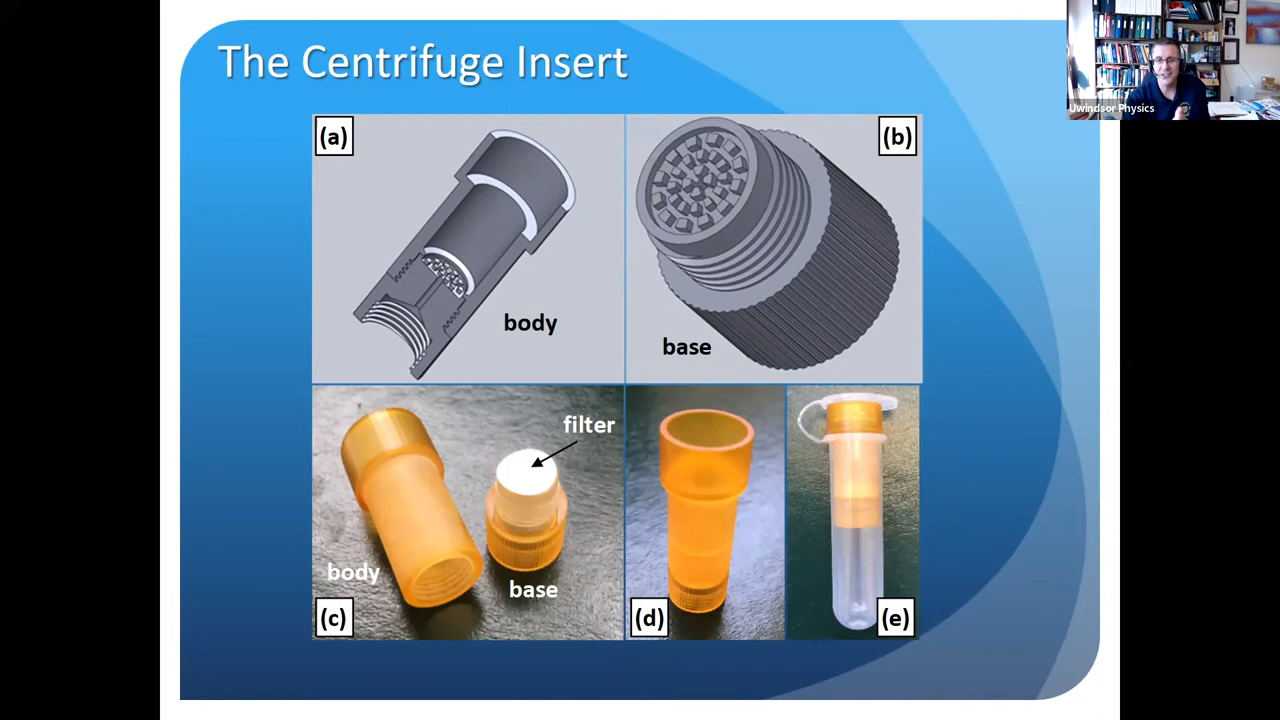 The Centrifuge Insert
Uwindsor Physics
(a)
body
(b)
base
filter
body
base
(c)
(d)
(e)